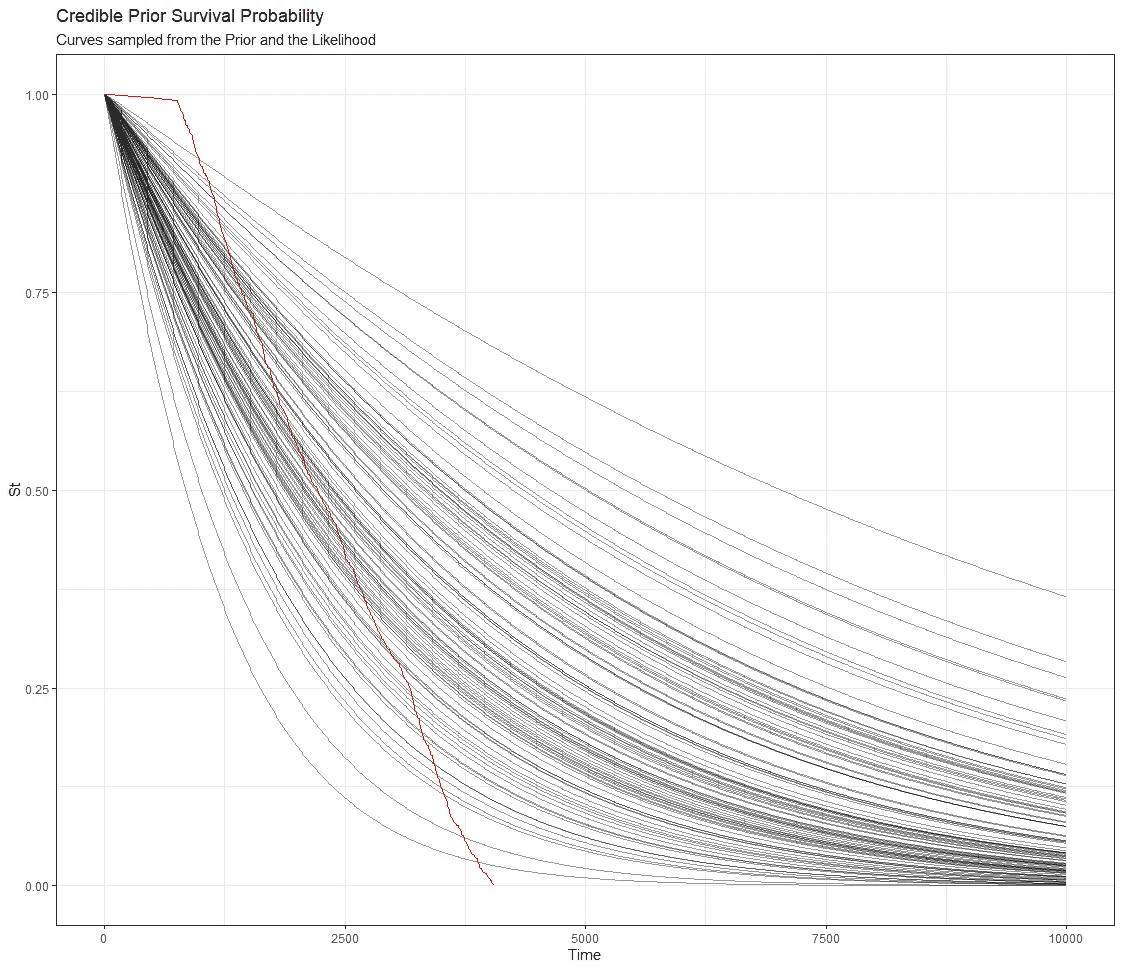 Credible Prior Survival Probability
Curves sampled from the Prior and the Likelihood
1.00
0.75
0.50
0.25
0.00
St
0
2500
5000
7500
10000
Time